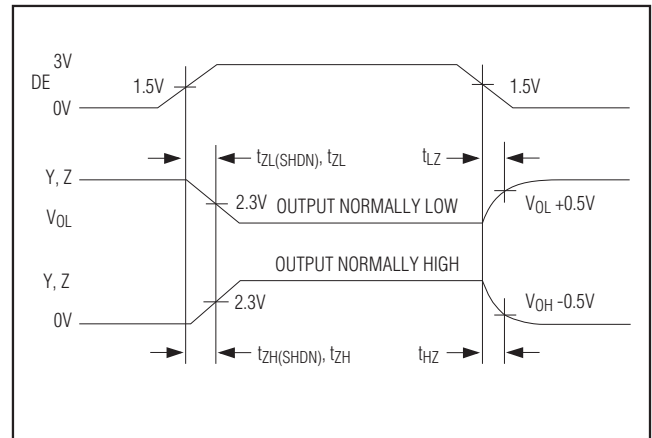 3V
DE
1.5V
1.5V
0V
tZL(SHDN), tZL
tLZ
Y, Z
2.3V
OUTPUT NORMALLY LOW
VOL +0.5V
VOL
OUTPUT NORMALLY HIGH
Y, Z
2.3V
VOH -0.5V
0V
tZH(SHDN), tZH
tHZ